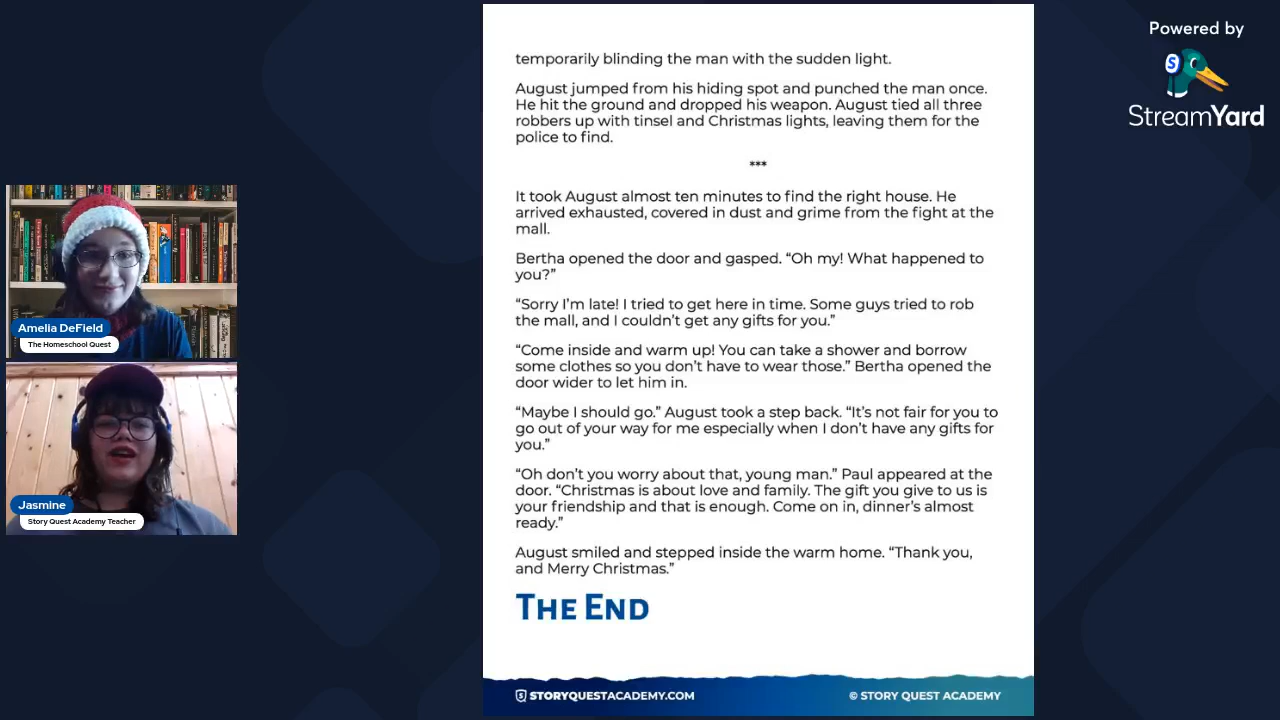 temporarily blinding the man with the sudden light.
August jumped from his hiding spot and punched the man once.
He hit the ground and dropped his weapon. August tied all three
robbers up with tinsel and Christmas lights, leaving them for the
police to find.
***
It took August almost ten minutes to find the right house. He
arrived exhausted, covered in dust and grime from the fight at the
mall.
Bertha opened the door and gasped. “Oh my! What happened to
you?”
“Sorry I’m late! I tried to get here in time. Some guys tried to rob
the mall, and I couldn’t get any gifts for you.”
“Come inside and warm up! You can take a shower and borrow
some clothes so you don’t have to wear those.” Bertha opened the
door wider to let him in.
“Maybe I should go.” August took a step back. “It’s not fair for you to
go out of your way for me especially when I don’t have any gifts for
you.”
“Oh don’t you worry about that, young man.” Paul appeared at the
door. “Christmas is about love and family. The gift you give to us is
your friendship and that is enough. Come on in, dinner’s almost
ready.”
August smiled and stepped inside the warm home. “Thank you,
and Merry Christmas.”
THE END
STORYQUESTACADEMY.COM
© STORY QUEST ACADEMY
Amelia DeField
The Homeschool Quest
Jasmine
Story Quest Academy Teacher
Powered by
S
StreamYard